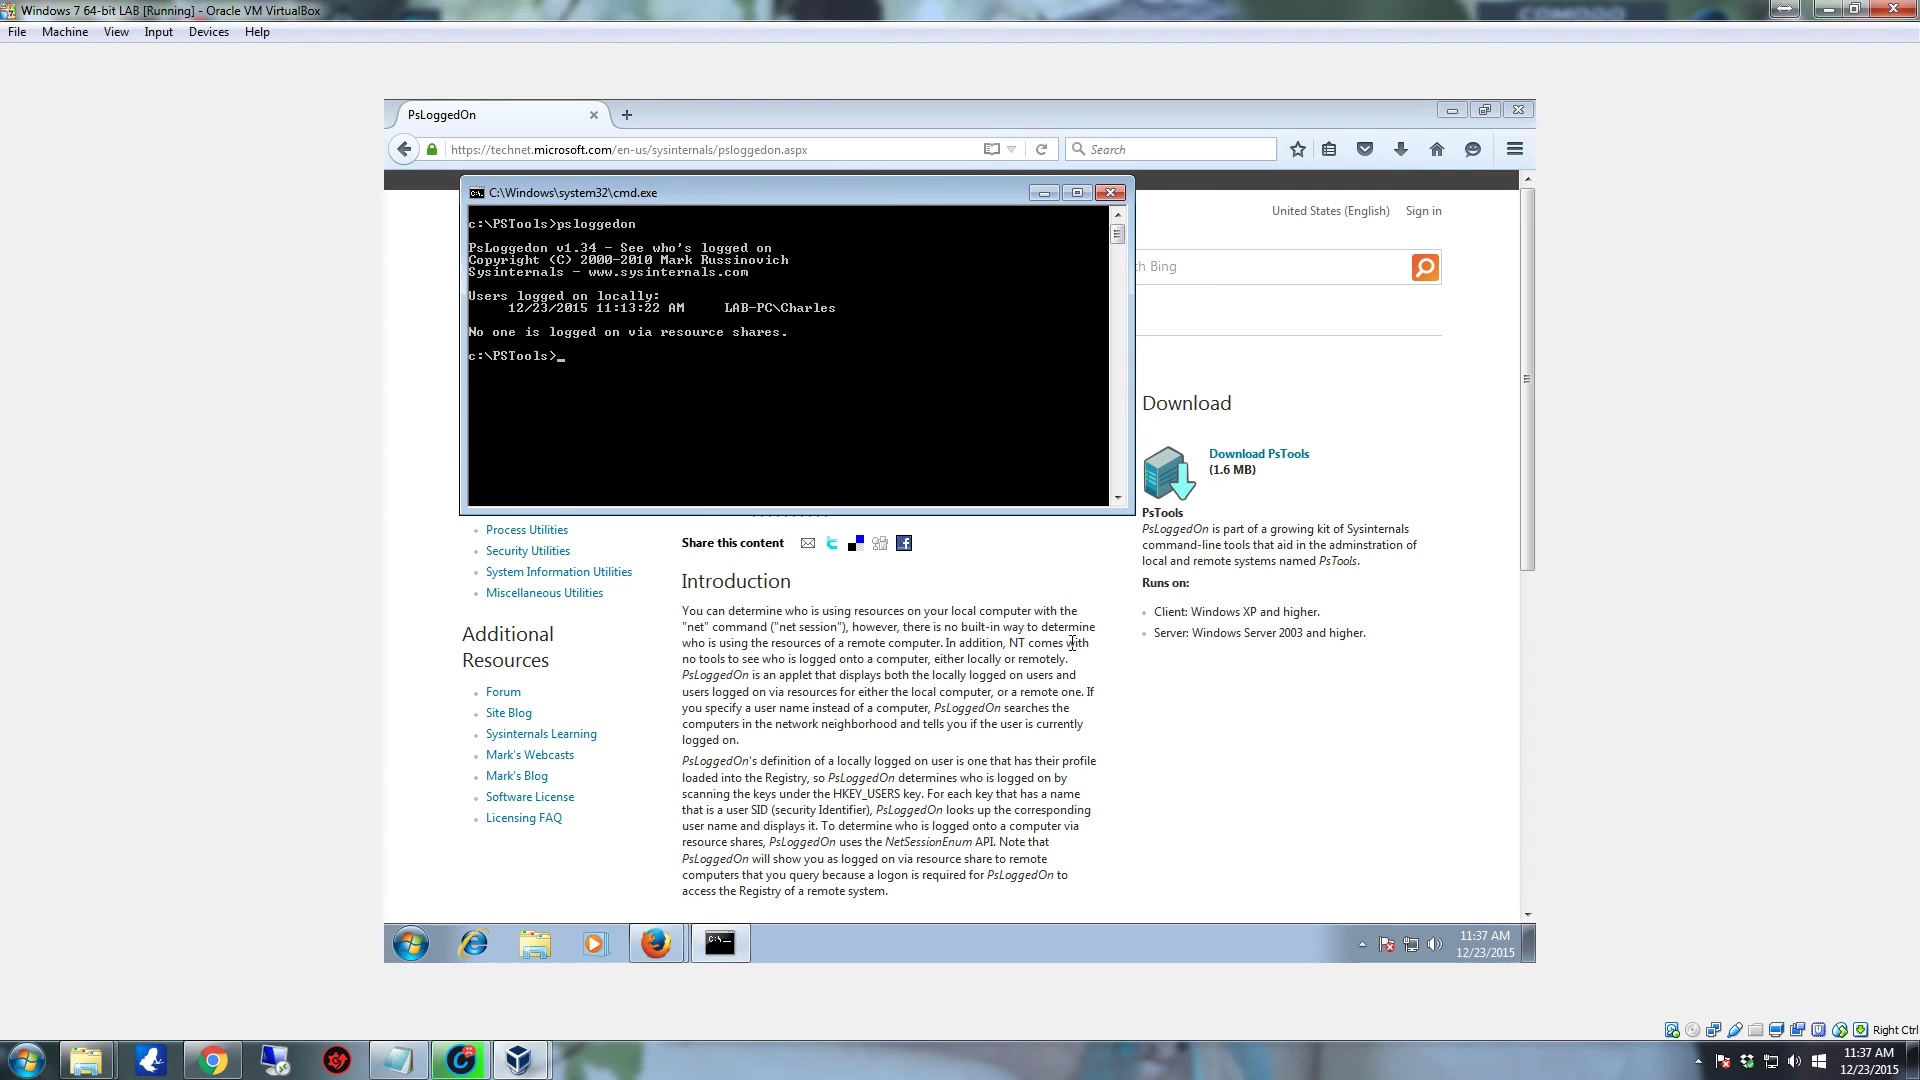 Windows 7 64-bit LAB [Running] - Oracle VM VirtualBox
File Machine View Input Devices Help
PsLoggedOn
https://technet.microsoft.com/en-us/sysinternals/psloggedon.aspx
Search
United States (English) Sign in
th Bing
C:\Windows\system32\cmd.exe
c:\PSTools>psloggedon
PsLoggedon v1.34 - See who's logged on
Copyright (C) 2000-2010 Mark Russinovich
Sysinternals - www.sysinternals.com
Users logged on locally:
12/23/2015 11:13:22 AM LAB-PC\Charles
No one is logged on via resource shares.
c:\PSTools>_
Process Utilities
Security Utilities
System Information Utilities
Miscellaneous Utilities
Additional
Resources
Forum
Site Blog
Sysinternals Learning
Mark's Webcasts
Mark's Blog
Software License
Licensing FAQ
Share this content
Introduction
You can determine who is using resources on your local computer with the
"net" command ("net session"), however, there is no built-in way to determine
who is using the resources of a remote computer. In addition, NT comes with
no tools to see who is logged onto a computer, either locally or remotely.
PsLoggedOn is an applet that displays both the locally logged on users and
users logged on via resources for either the local computer, or a remote one. If
you specify a user name instead of a computer, PsLoggedOn searches the
computers in the network neighborhood and tells you if the user is currently
logged on.
PsLoggedOn's definition of a locally logged on user is one that has their profile
loaded into the Registry, so PsLoggedOn determines who is logged on by
scanning the keys under the HKEY_USERS key. For each key that has a name
that is a user SID (security Identifier), PsLoggedOn looks up the corresponding
user name and displays it. To determine who is logged onto a computer via
resource shares, PsLoggedOn uses the NetSessionEnum API. Note that
PsLoggedOn will show you as logged on via resource share to remote
computers that you query because a logon is required for PsLoggedOn to
access the Registry of a remote system.
Download
Download PsTools
(1.6 MB)
PsTools
PsLoggedOn is part of a growing kit of Sysinternals
command-line tools that aid in the adminstration of
local and remote systems named PsTools.
Runs on:
Client: Windows XP and higher.
Server: Windows Server 2003 and higher.
11:37 AM
12/23/2015
Right Ctrl
11:37 AM
12/23/2015